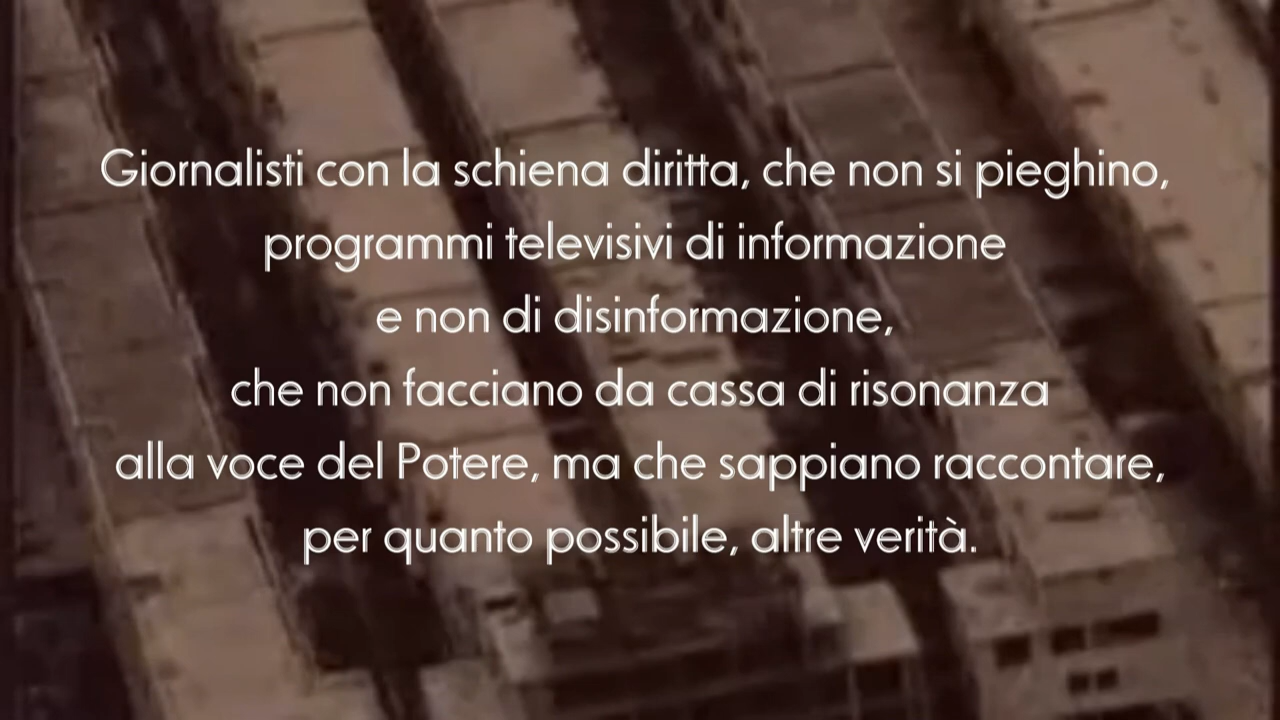 Giornalisti con la schiena diritta, che non si pieghino,
programmi televisivi di informazione
e non di disinformazione,
che non facciano da cassa di risonanza
alla voce del Potere, ma che sappiano raccontare,
per quanto possibile, altre verità.